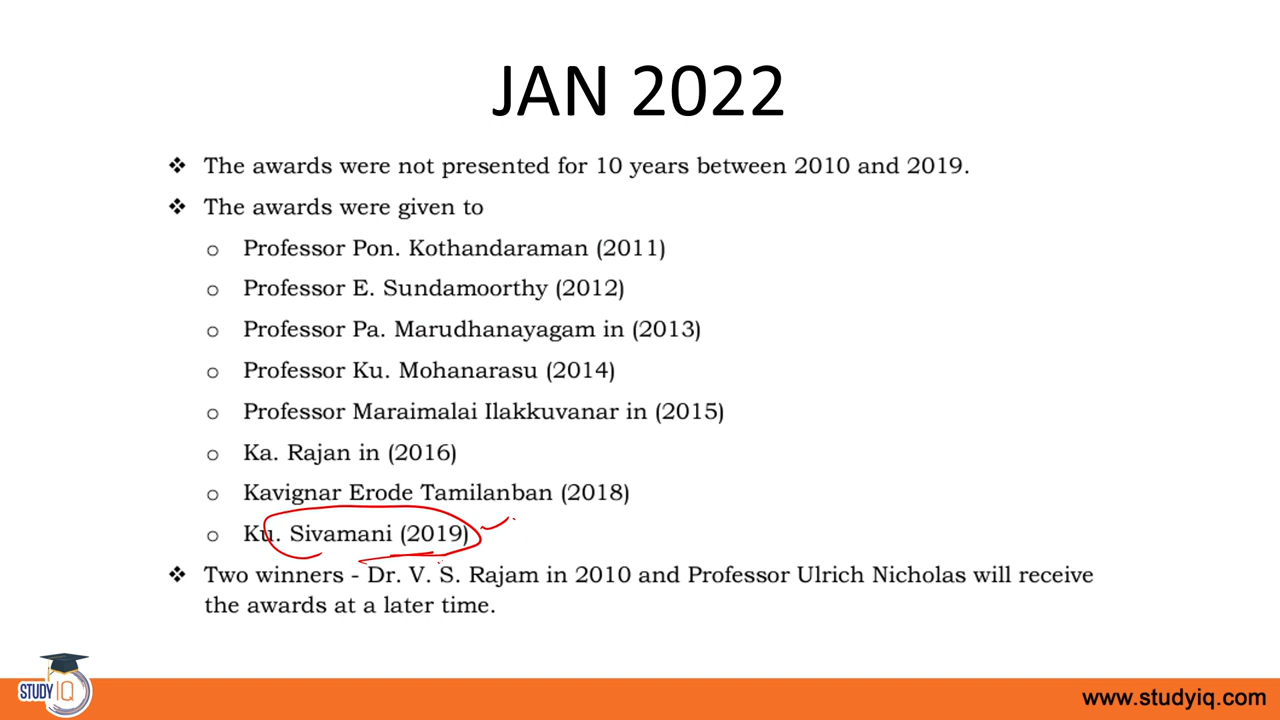 JAN 2022
❖ The awards were not presented for 10 years between 2010 and 2019.
❖ The awards were given to
o Professor Pon. Kothandaraman (2011)
o Professor E. Sundamoorthy (2012)
o Professor Pa. Marudhanayagam in (2013)
o Professor Ku. Mohanarasu (2014)
o Professor Maraimalai Ilakkuvanar in (2015)
o Ka. Rajan in (2016)
o Kavignar Erode Tamilanban (2018)
o Ku. Sivamani (2019)
❖ Two winners - Dr. V. S. Rajam in 2010 and Professor Ulrich Nicholas will receive
the awards at a later time.
STUDY IQ
www.studyiq.com